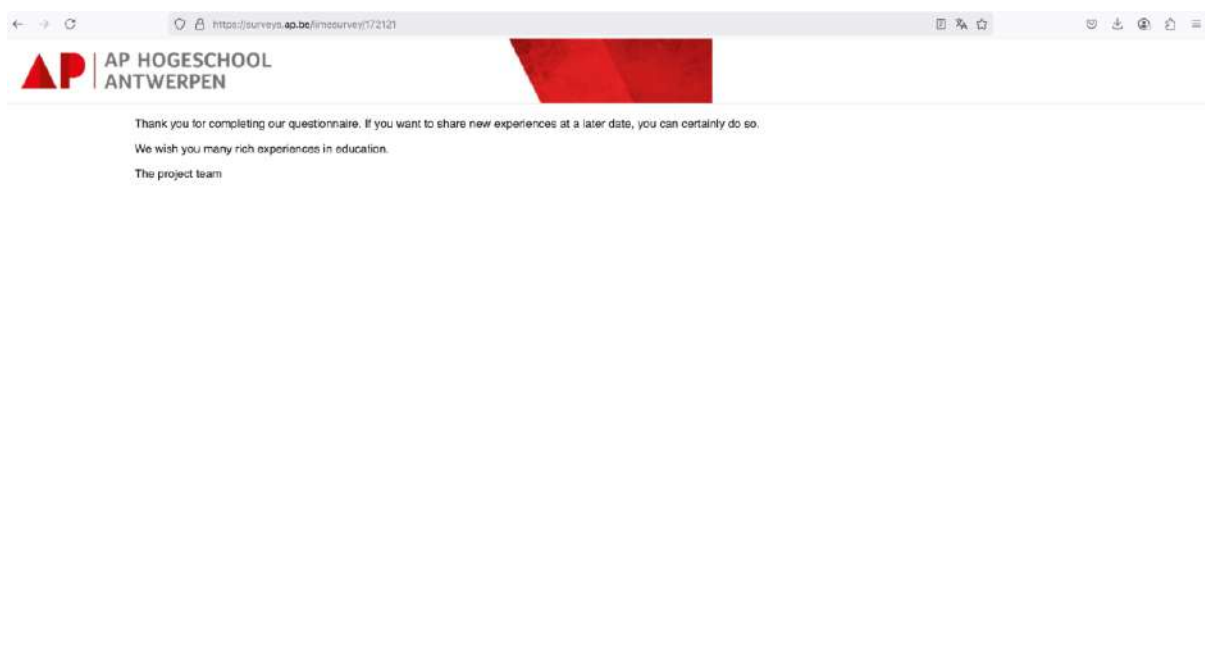 https://surveys.ap.be/limesurvey/172121
AP | AP HOGESCHOOL
ANTWERPEN
Thank you for completing our questionnaire. If you want to share new experiences at a later date, you can certainly do so.
We wish you many rich experiences in education.
The project team